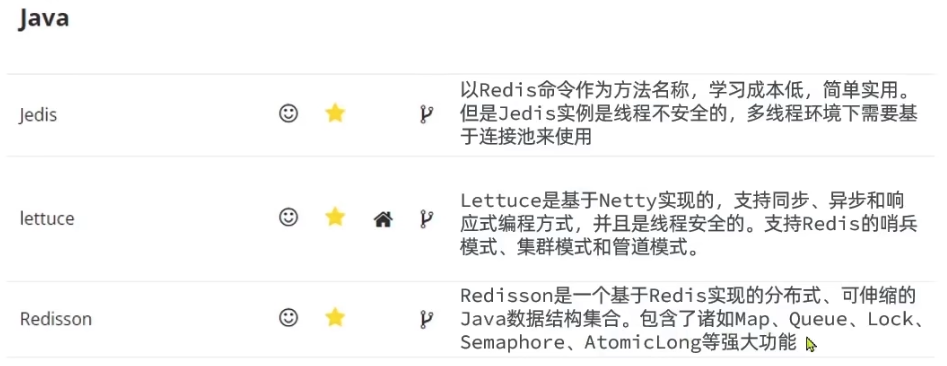 Java
Jedis
以Redis命令作为方法名称，学习成本低，简单实用。
但是Jedis实例是线程不安全的，多线程环境下需要基
于连接池来使用
lettuce
Lettuce是基于Netty实现的，支持同步、异步和响
应式编程方式，并且是线程安全的。支持Redis的哨兵
模式、集群模式和管道模式。
Redisson
Redisson是一个基于Redis实现的分布式、可伸缩的
Java数据结构集合。包含了诸如Map、Queue、Lock、
Semaphore、AtomicLong等强大功能